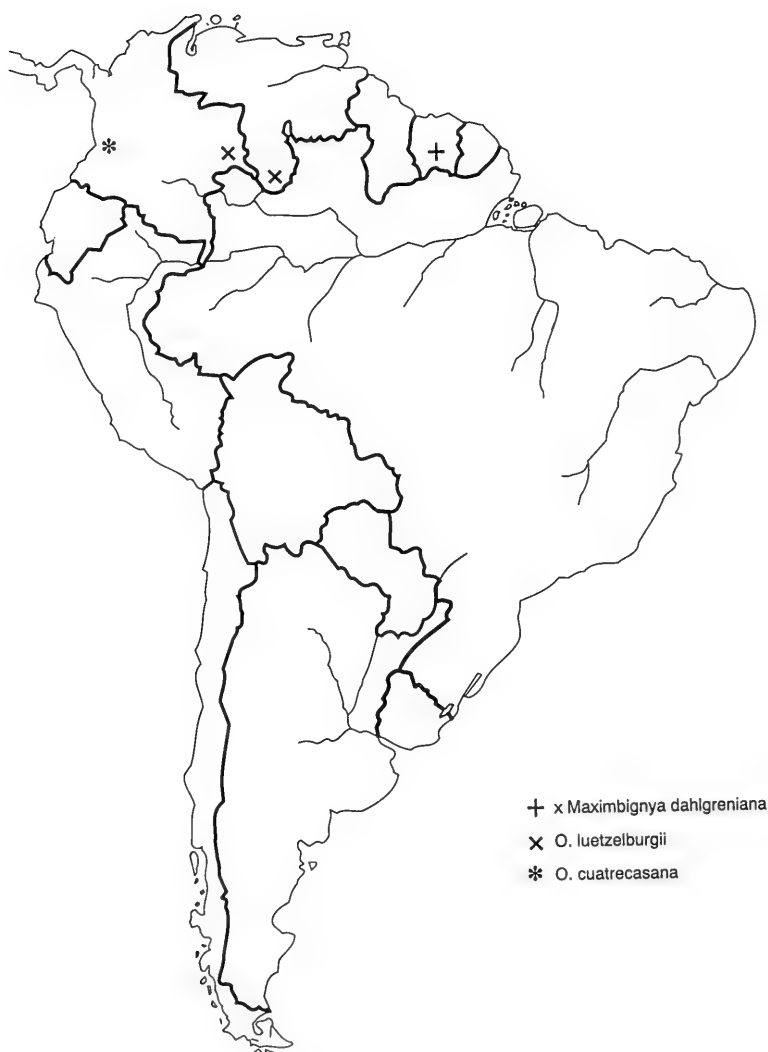 + x Maximbignya dahlgreniana
× O. luetzelburgii
* O. cuatrecasana